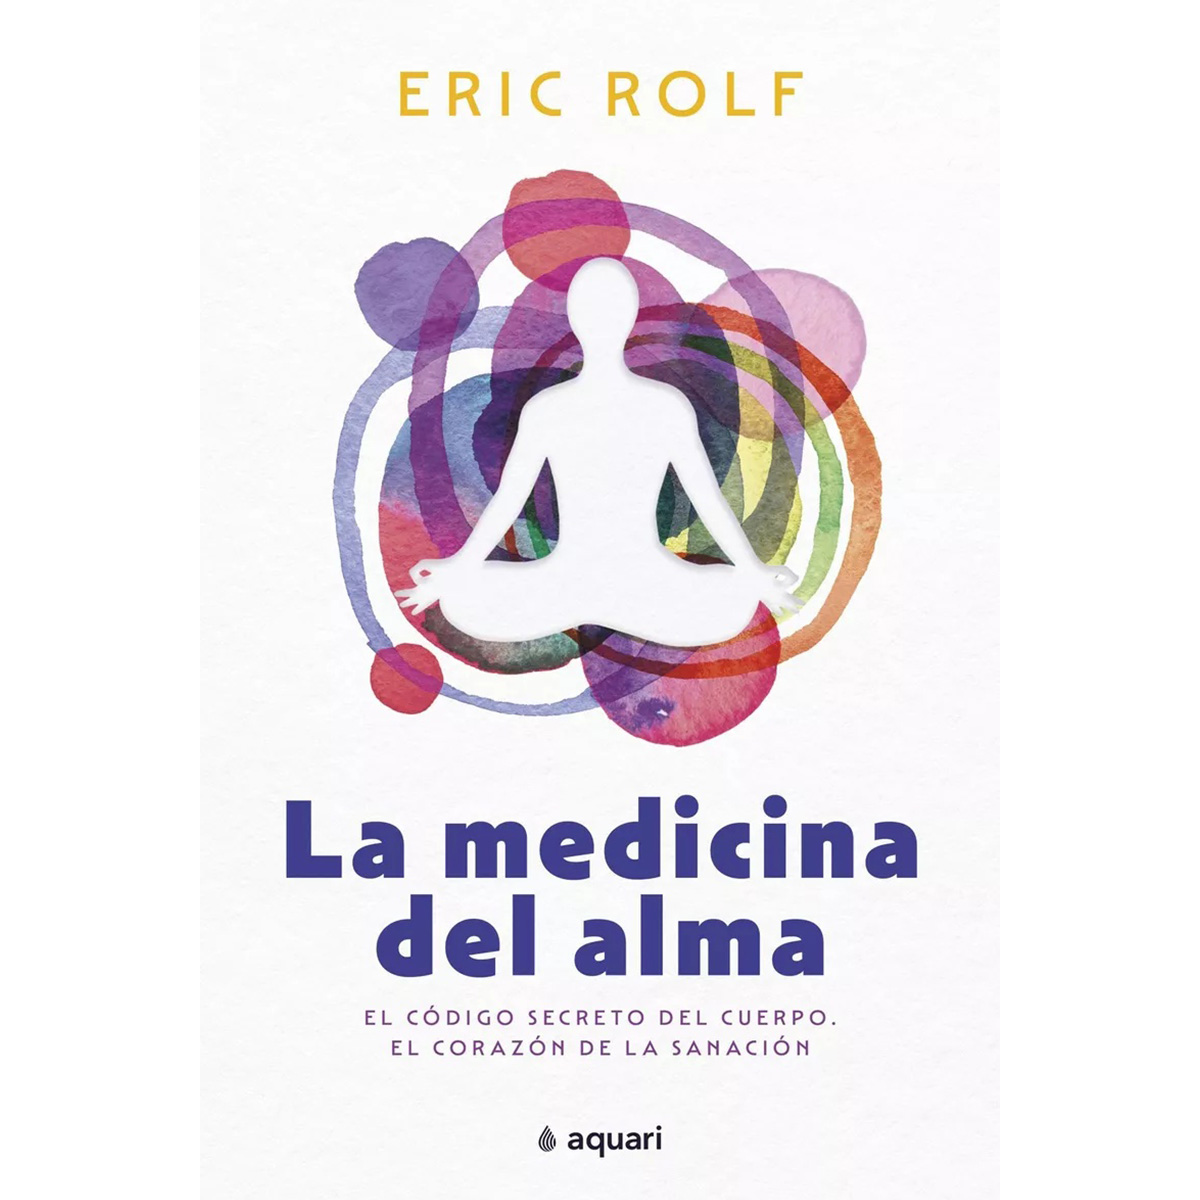 ERIC ROLF
La medicina
del alma
EL CÓDIGO SECRETO DEL CUERPO.
EL CORAZÓN DE LA SANACIÓN
aquari